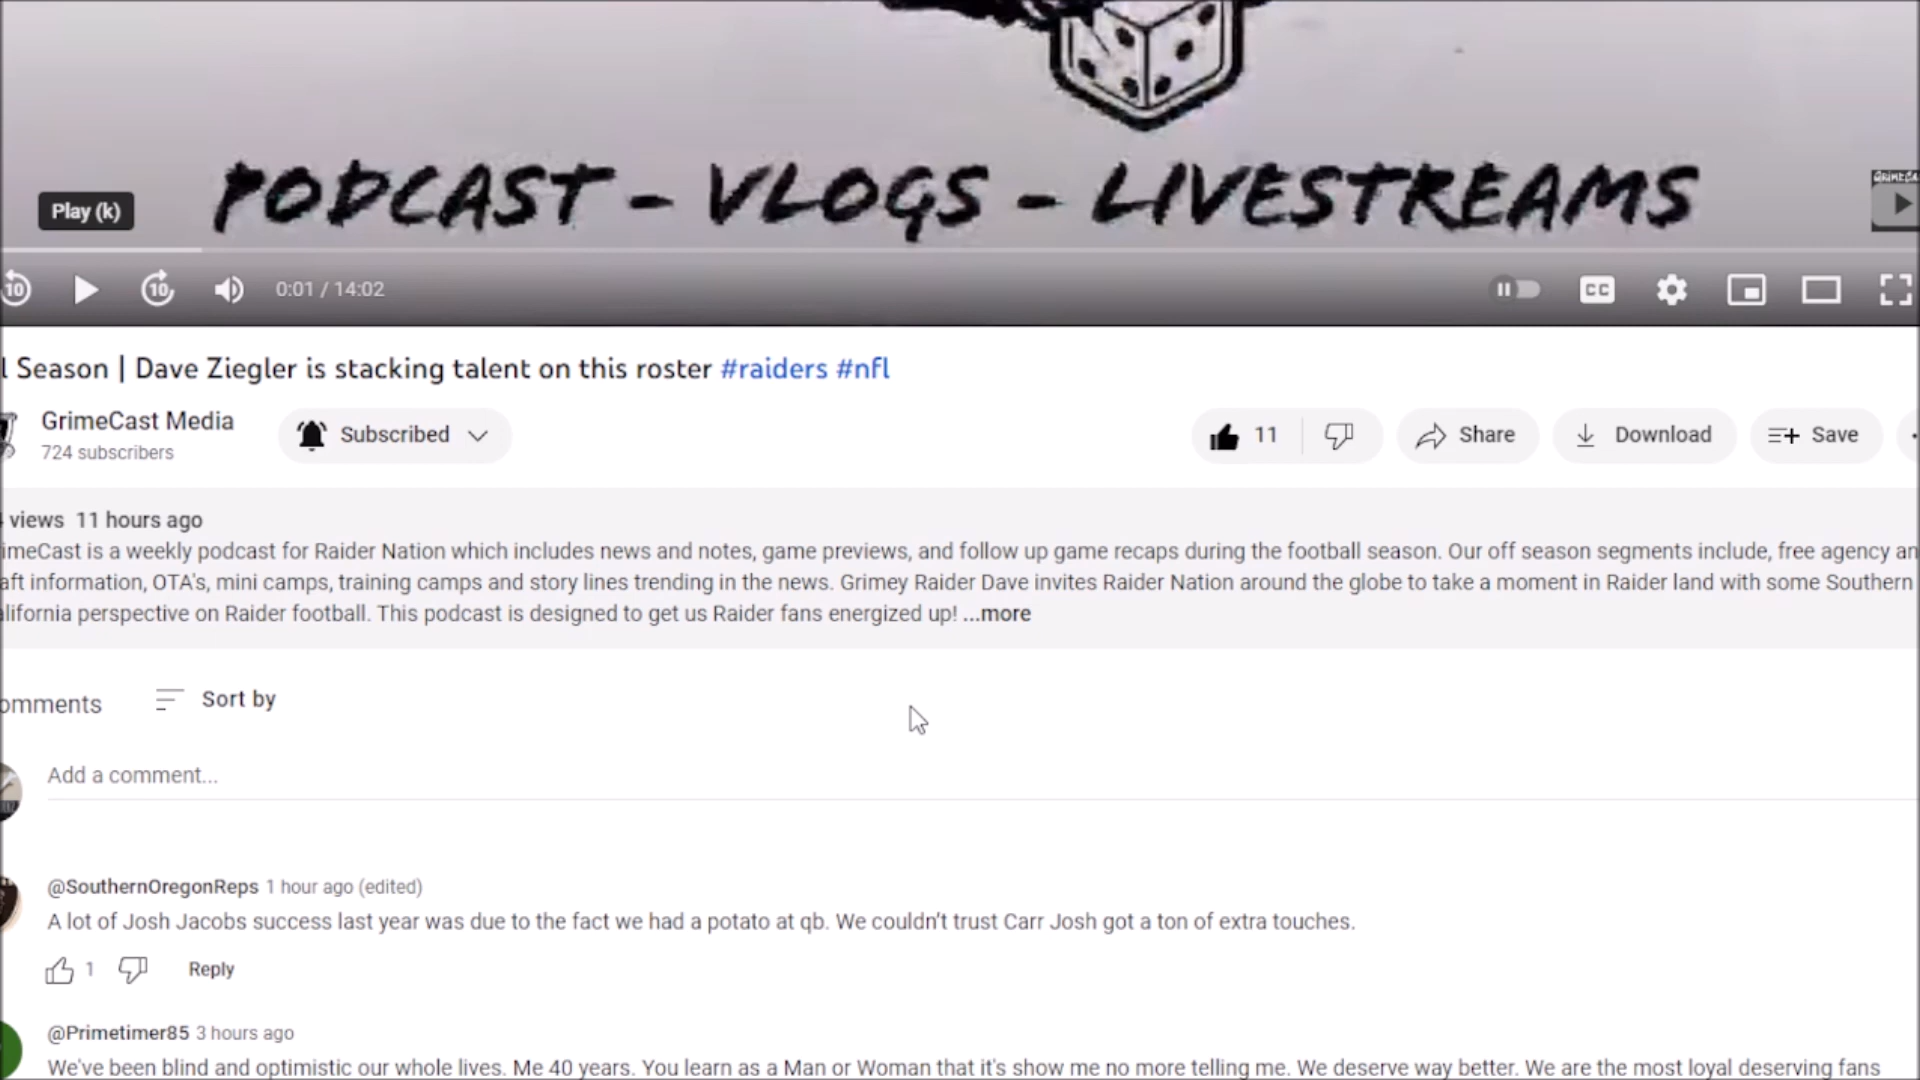 PODCAST - VLOGS - LIVESTREAMS
Play (k)
10
10
0:01 / 14:02
CC
Season | Dave Ziegler is stacking talent on this roster #raiders #nfl
GrimeCast Media
724 subscribers
Subscribed
11
Share
Download
Save
views 11 hours ago
imeCast is a weekly podcast for Raider Nation which includes news and notes, game previews, and follow up game recaps during the football season. Our off season segments include, free agency an
aft information, OTA's, mini camps, training camps and story lines trending in the news. Grimey Raider Dave invites Raider Nation around the globe to take a moment in Raider land with some Southern
alifornia perspective on Raider football. This podcast is designed to get us Raider fans energized up! ...more
omments
Sort by
Add a comment...
@SouthernOregonReps 1 hour ago (edited)
A lot of Josh Jacobs success last year was due to the fact we had a potato at qb. We couldn't trust Carr Josh got a ton of extra touches.
1
Reply
@Primetimer85 3 hours ago
We've been blind and optimistic our whole lives. Me 40 years. You learn as a Man or Woman that it's show me no more telling me. We deserve way better. We are the most loyal deserving fans